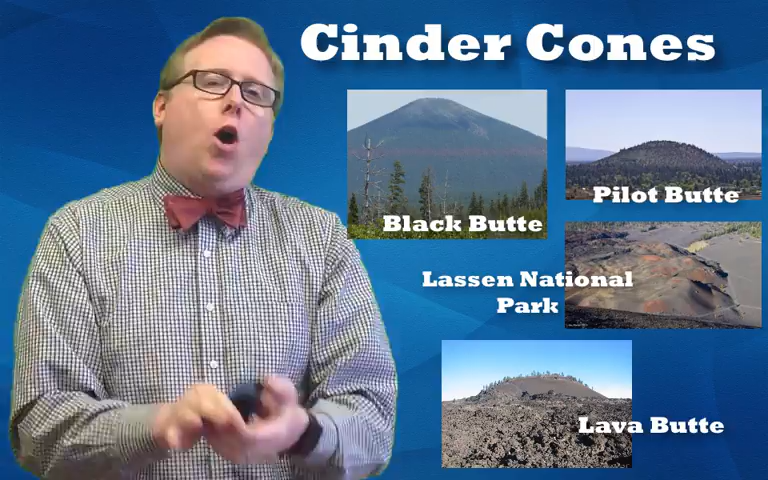 Cinder Cones
Black Butte
Pilot Butte
Lassen National
Park
Lava Butte